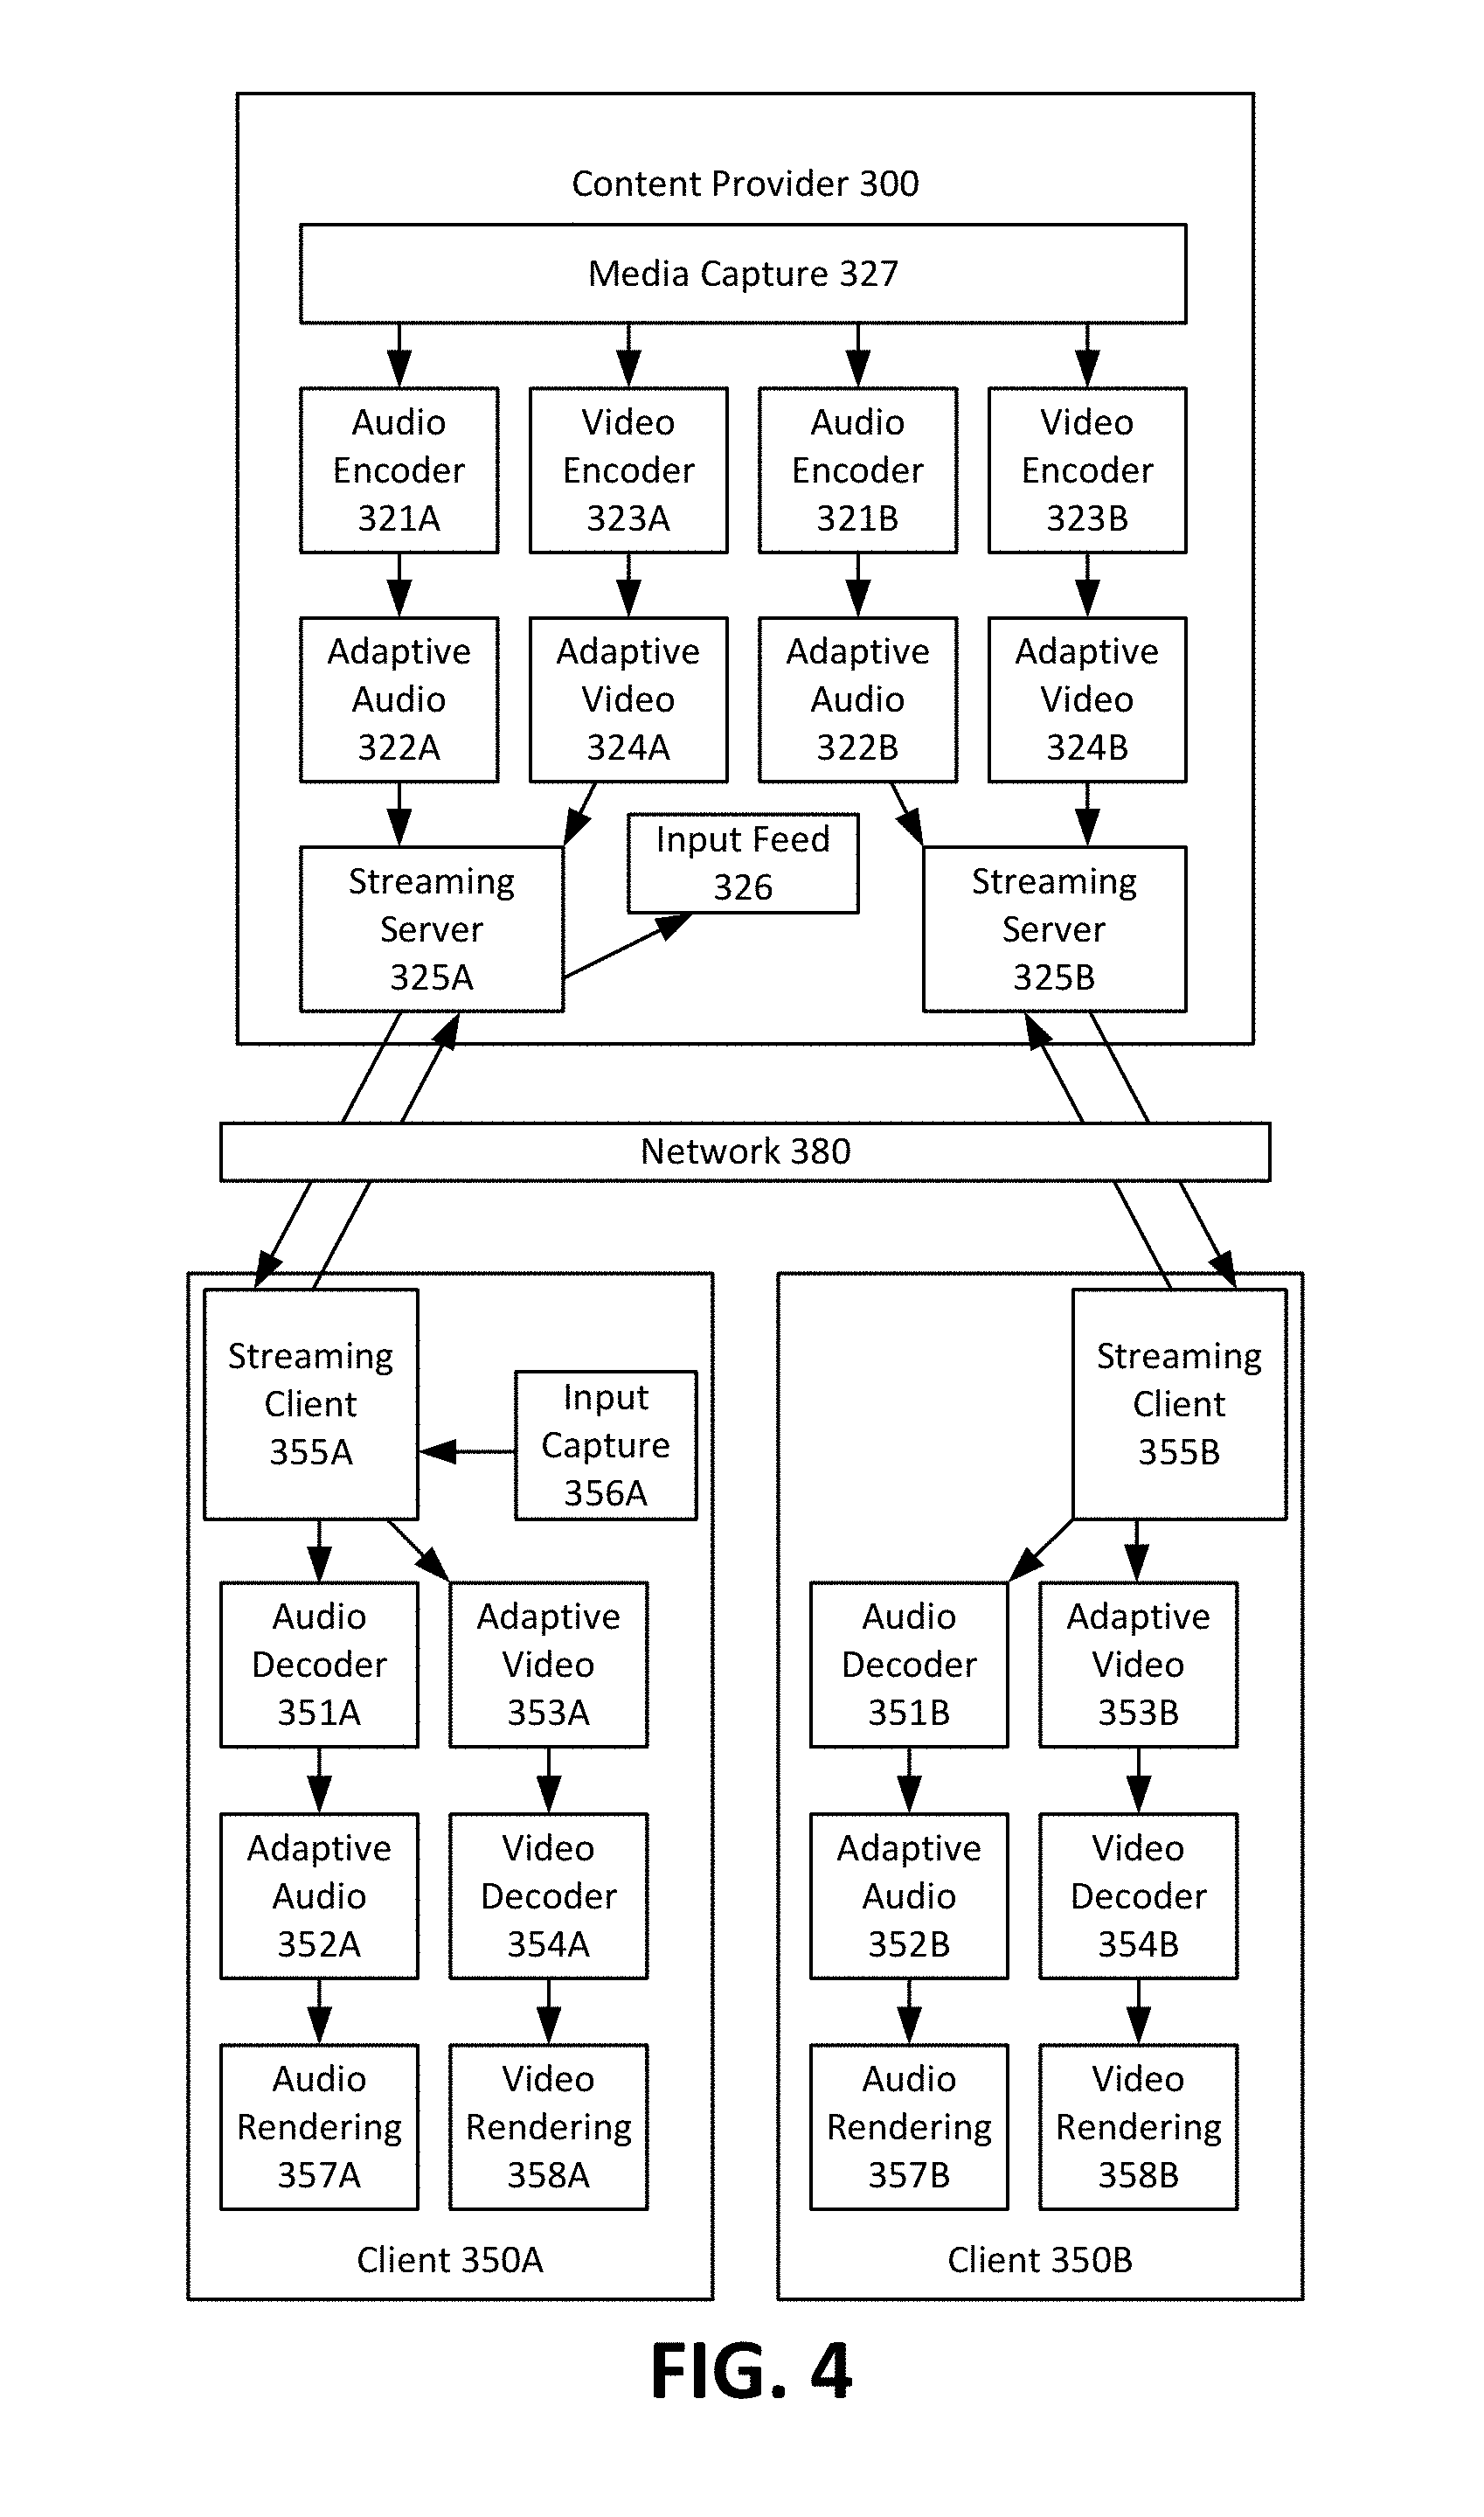 Content Provider 300
Media Capture 327
Audio
Encoder
321A
Video
Encoder
323A
Audio
Encoder
321B
Video
Encoder
323B
Adaptive
Audio
322A
Adaptive
Video
324A
Adaptive
Audio
322B
Adaptive
Video
324B
Streaming
Server
325A
Input Feed
326
Streaming
Server
325B
Network 380
Streaming
Client
355A
Input
Capture
356A
Audio
Decoder
351A
Adaptive
Video
353A
Adaptive
Audio
352A
Video
Decoder
354A
Audio
Rendering
357A
Video
Rendering
358A
Client 350A
Streaming
Client
355B
Audio
Decoder
351B
Adaptive
Video
353B
Adaptive
Audio
352B
Video
Decoder
354B
Audio
Rendering
357B
Video
Rendering
358B
Client 350B
FIG. 4